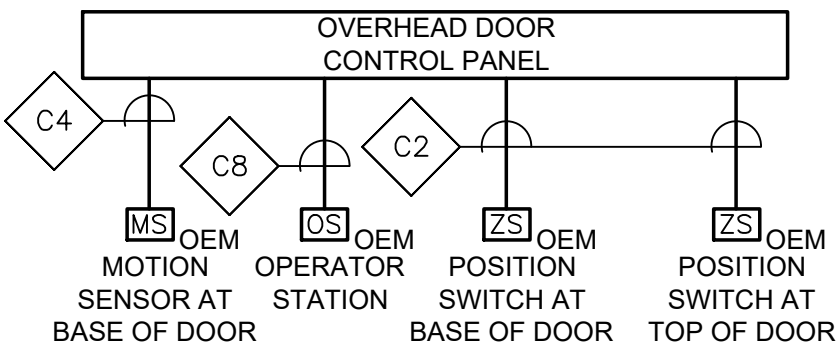 OVERHEAD DOOR
CONTROL PANEL
C4
C8
C2
MS
OEM
MOTION
SENSOR AT
BASE OF DOOR
OS
OEM
OPERATOR
STATION
ZS
OEM
POSITION
SWITCH AT
BASE OF DOOR
ZS
OEM
POSITION
SWITCH AT
TOP OF DOOR